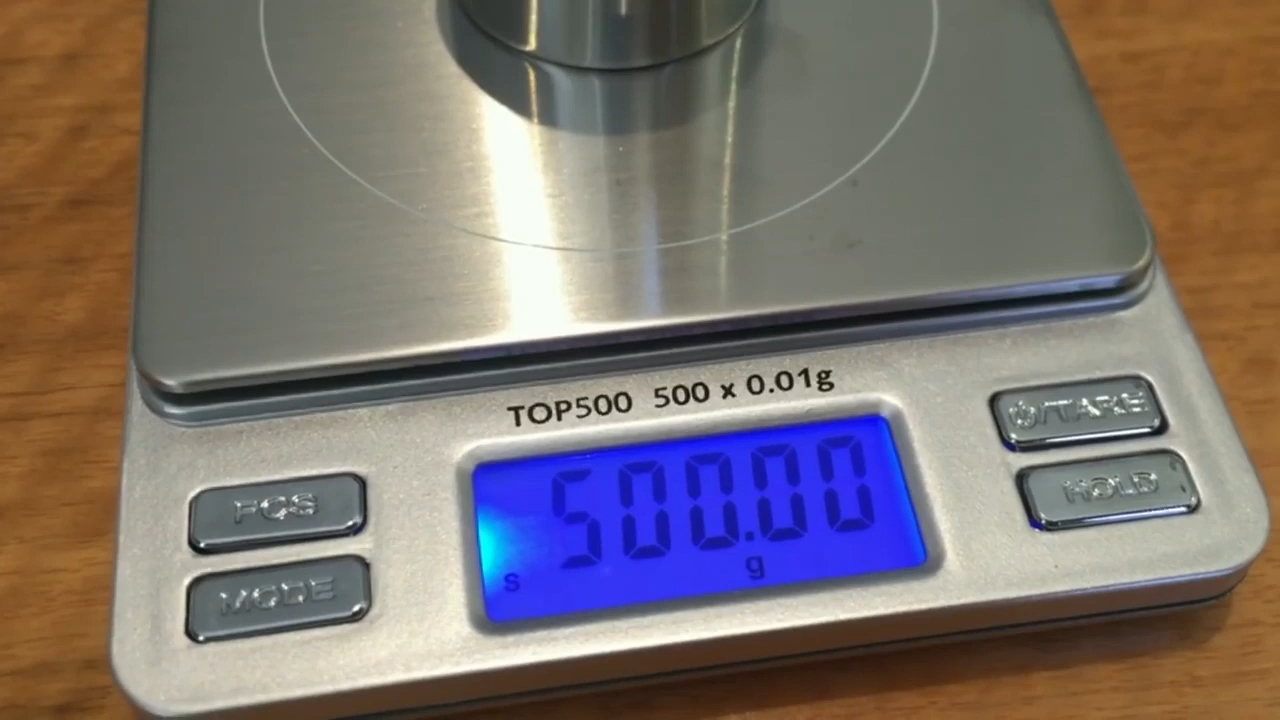 TOP500 500 x 0.01g
500.00
s g
PCS
MODE
⏻/TARE
HOLD